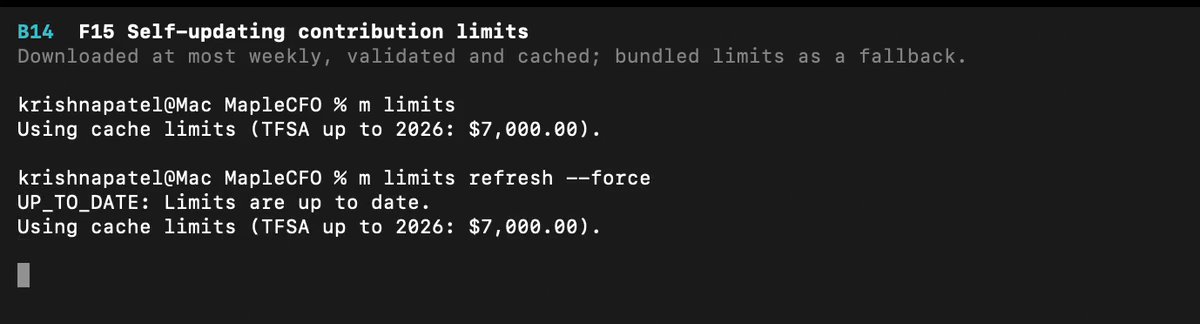 B14  F15 Self-updating contribution limits
Downloaded at most weekly, validated and cached; bundled limits as a fallback.
krishnapatel@Mac MapleCFO % m limits
Using cache limits (TFSA up to 2026: $7,000.00).
krishnapatel@Mac MapleCFO % m limits refresh --force
UP_TO_DATE: Limits are up to date.
Using cache limits (TFSA up to 2026: $7,000.00).